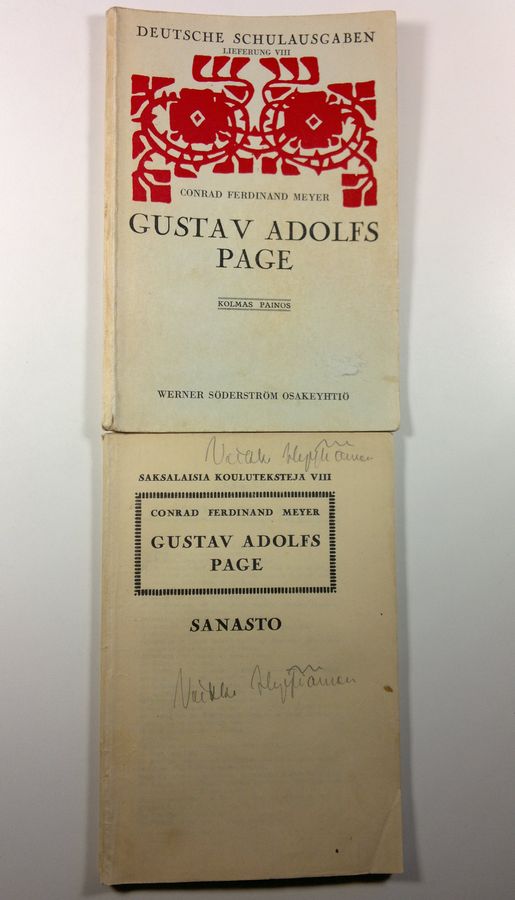 DEUTSCHE SCHULAUSGABEN
LIEFERUNG VIII
CONRAD FERDINAND MEYER
GUSTAV ADOLFS
PAGE
KOLMAS PAINOS
WERNER SÖDERSTRÖM OSAKEYHTIÖ
SAKSALAISIA KOULUTEKSTEJÄ VIII
CONRAD FERDINAND MEYER
GUSTAV ADOLFS
PAGE
SANASTO